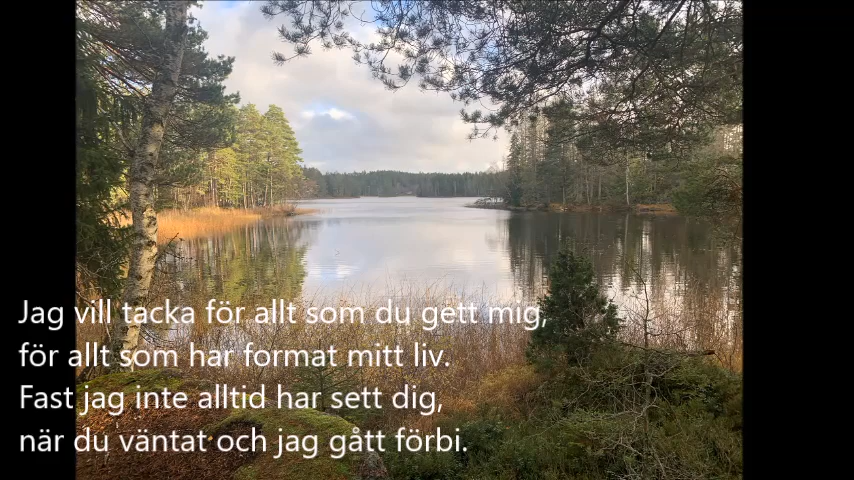 Jag vill tacka för allt som du gett mig,
för allt som har format mitt liv.
Fast jag inte alltid har sett dig,
när du väntat och jag gått förbi.